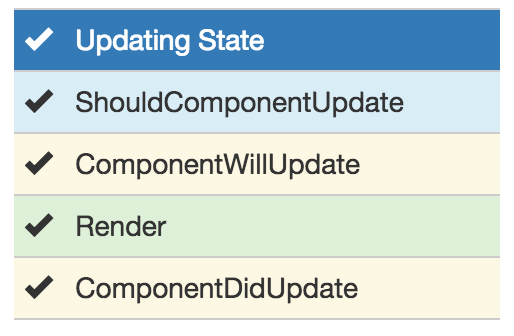 Updating State
ShouldComponentUpdate
ComponentWillUpdate
Render
ComponentDidUpdate